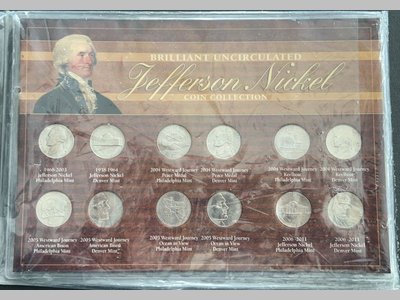 BRILLIANT UNCIRCULATED
Jefferson Nickel
COIN COLLECTION
1938-1964
Jefferson Nickel
Denver Mint
2004 Westward Journey
Peace Medal
Philadelphia Mint
2004 Westward Journey
Peace Medal
Denver Mint
2004 Westward Journey
Keelboat
Philadelphia Mint
2004 Westward Journey
Keelboat
Denver Mint
Jefferson Nickel
Philadelphia Mint
2005 Westward Journey
American Bison
Philadelphia Mint
2005 Westward Journey
American Bison
Denver Mint
2005 Westward Journey
Ocean in View
Philadelphia Mint
2005 Westward Journey
Ocean in View
Denver Mint
2006-2011
Jefferson Nickel
Philadelphia Mint
2006-2011
Jefferson Nickel
Denver Mint